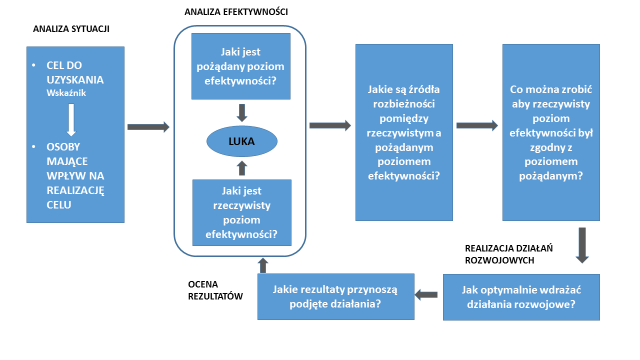 ANALIZA SYTUACJI
• CEL DO
UZYSKANIA
Wskaźnik
• OSOBY
MAJĄCE
WPŁYW NA
REALIZACJĘ
CELU
ANALIZA EFEKTYWNOŚCI
Jaki jest
pożądany poziom
efektywności?
LUKA
Jaki jest
rzeczywisty
poziom
efektywności?
Jakie są źródła
rozbieżności
pomiędzy
rzeczywistym a
pożądanym
poziomem
efektywności?
Co można zrobić
aby rzeczywisty
poziom
efektywności był
zgodny z
poziomem
pożądanym?
REALIZACJA DZIAŁAŃ
ROZWOJOWYCH
Jak optymalnie wdrażać
działania rozwojowe?
Jakie rezultaty przynoszą
podjęte działania?
OCENA
REZULTATÓW